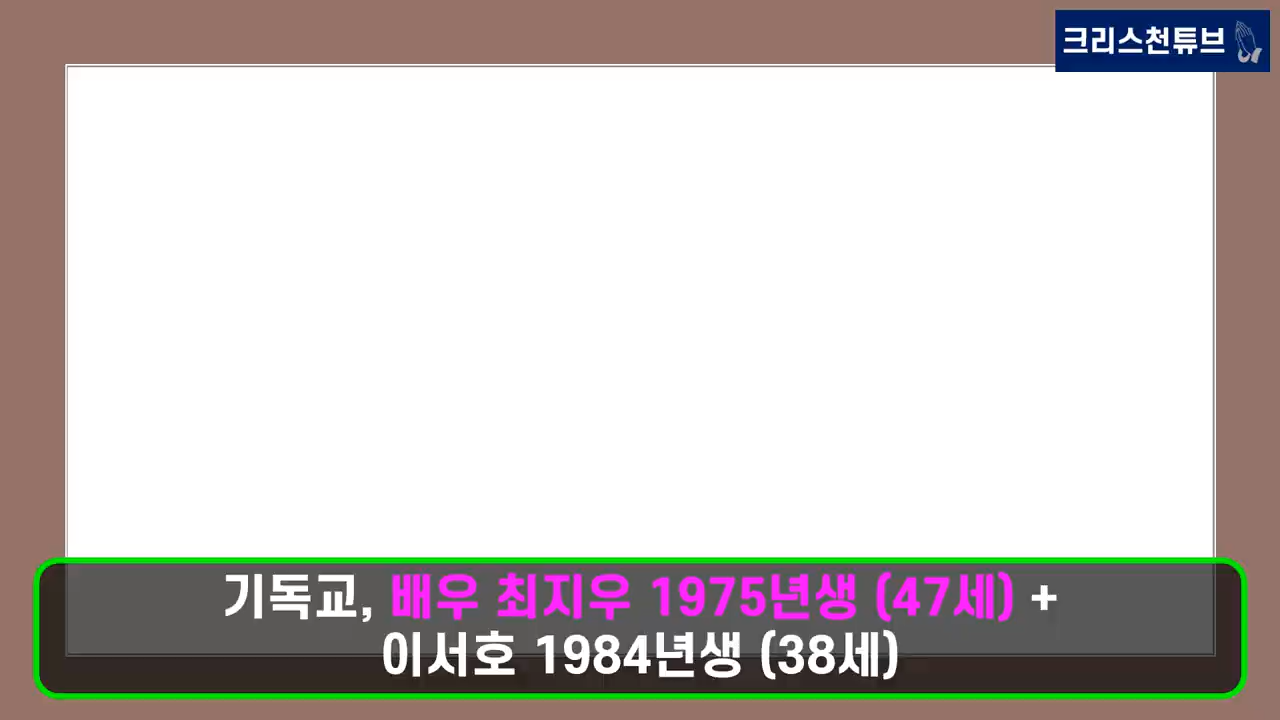 크리스천튜브
기독교, 배우 최지우 1975년생 (47세) +
이서호 1984년생 (38세)